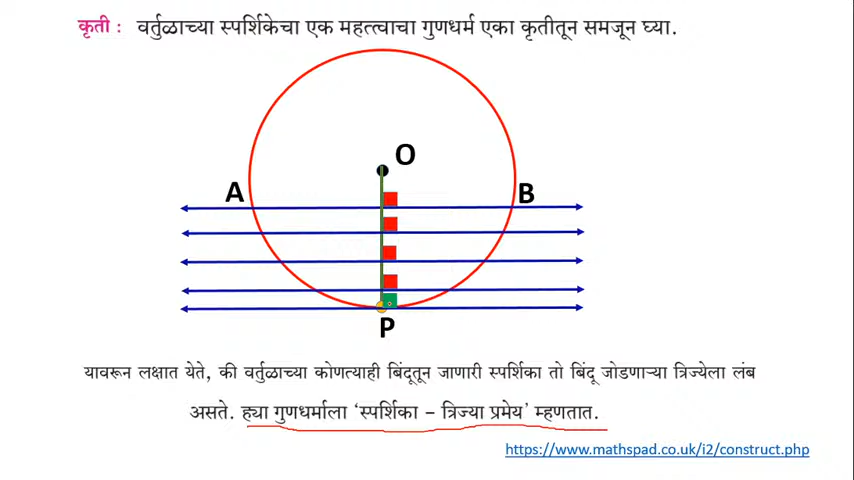 कृती : वर्तुळाच्या स्पर्शिकेचा एक महत्त्वाचा गुणधर्म एका कृतीतून समजून घ्या.
O
A
B
P
यावरून लक्षात येते, की वर्तुळाच्या कोणत्याही बिंदूतून जाणारी स्पर्शिका तो बिंदू जोडणाऱ्या त्रिज्येला लंब
असते. ह्या गुणधर्माला ‘स्पर्शिका – त्रिज्या प्रमेय’ म्हणतात.
https://www.mathspad.co.uk/i2/construct.php